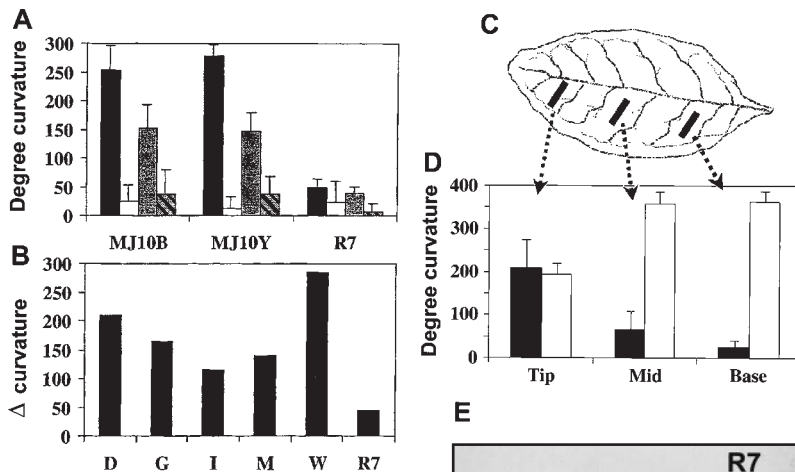 A
Degree curvature
300
250
200
150
100
50
0
MJ10B MJ10Y R7
B
Δ curvature
300
250
200
150
100
50
0
D G I M W R7
C
D
Degree curvature
400
300
200
100
0
Tip Mid Base
E
R7